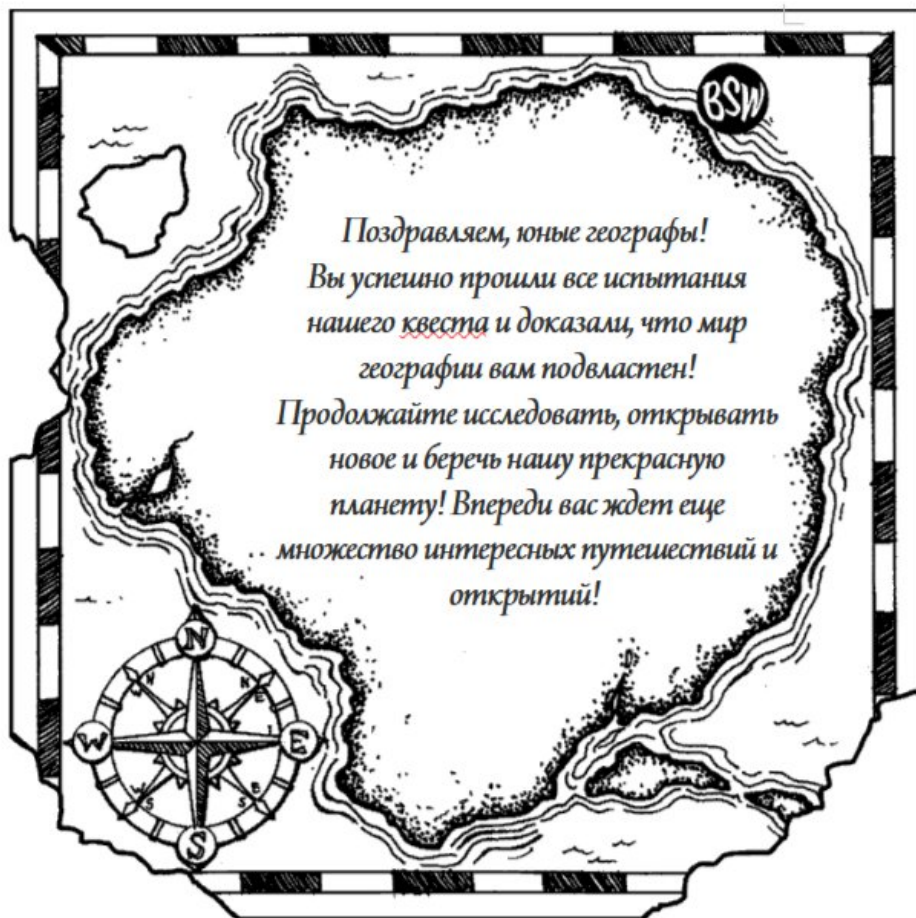 BSW
Поздравляем, юные географы!
Вы успешно прошли все испытания
нашего квеста и доказали, что мир
географии вам подвластен!
Продолжайте исследовать, открывать
новое и беречь нашу прекрасную
планету! Впереди вас ждет еще
множество интересных путешествий и
открытий!
N
W
E
S